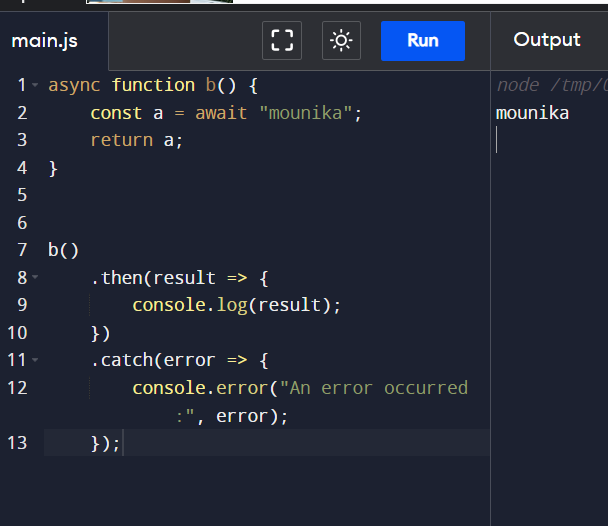 main.js
Run
Output
1 async function b() {
2 const a = await "mounika";
3 return a;
4 }
5
6
7 b()
8 .then(result => {
9 console.log(result);
10 })
11 .catch(error => {
12 console.error("An error occurred
:", error);
13 });
node /tmp/
mounika